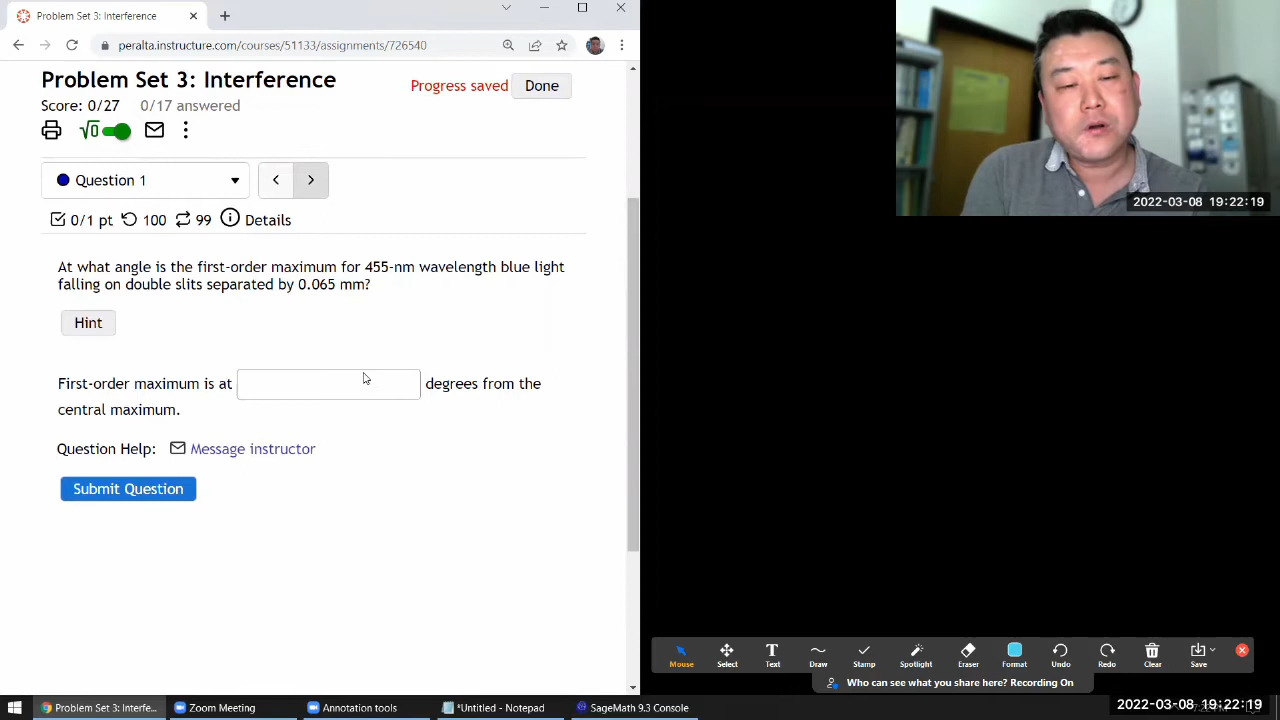 Problem Set 3: Interference
peralta.instructure.com/courses/51133/assignments/726540
Problem Set 3: Interference
Progress saved
Done
Score: 0/27 0/17 answered
√0
Question 1
0/1 pt 100 99 Details
At what angle is the first-order maximum for 455-nm wavelength blue light
falling on double slits separated by 0.065 mm?
Hint
First-order maximum is at degrees from the
central maximum.
Question Help: Message instructor
Submit Question
2022-03-08 19:22:19
Mouse Select Text Draw Stamp Spotlight Eraser Format Undo Redo Clear Save
Who can see what you share here? Recording On
Problem Set 3: Interfe...
Zoom Meeting
Annotation tools
*Untitled - Notepad
SageMath 9.3 Console
2022-03-08 19:22:19